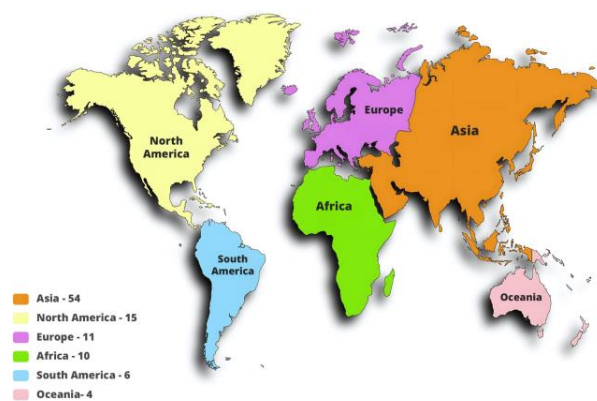 Europe
Asia
North
America
Africa
South
America
Oceania
Asia - 54
North America - 15
Europe - 11
Africa - 10
South America - 6
Oceania- 4